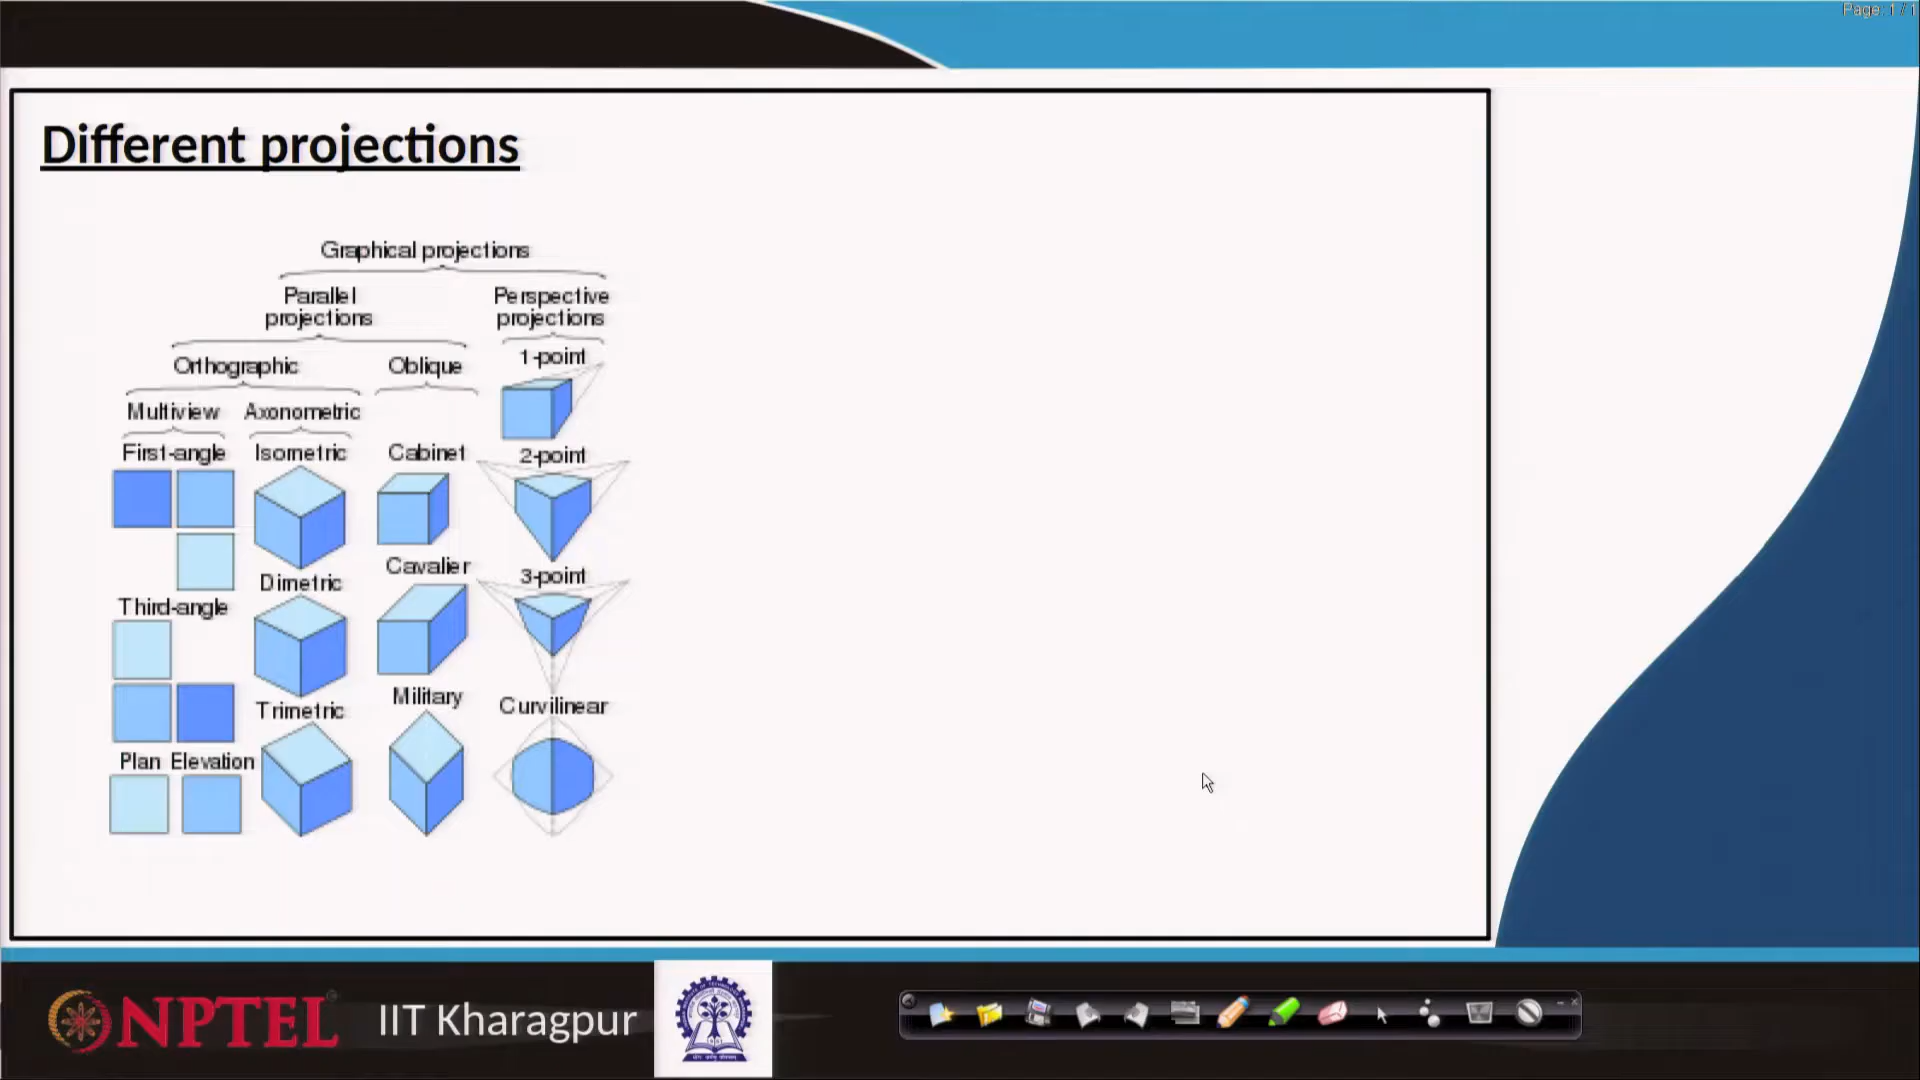 Page: 1 / 1
Different projections
Graphical projections
Parallel
projections
Perspective
projections
Orthographic
Oblique
1-point
Multiview
Axonometric
First-angle
Isometric
Cabinet
2-point
Cavalier
3-point
Dimetric
Third-angle
Military
Curvilinear
Trimetric
Plan
Elevation
NPTEL
IIT Kharagpur